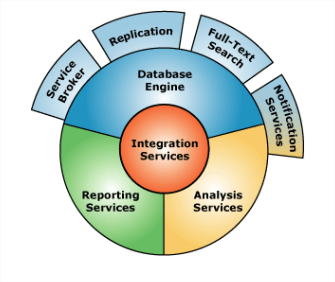 Service
Broker
Replication
Full-Text
Search
Notification
Services
Database
Engine
Integration
Services
Reporting
Services
Analysis
Services